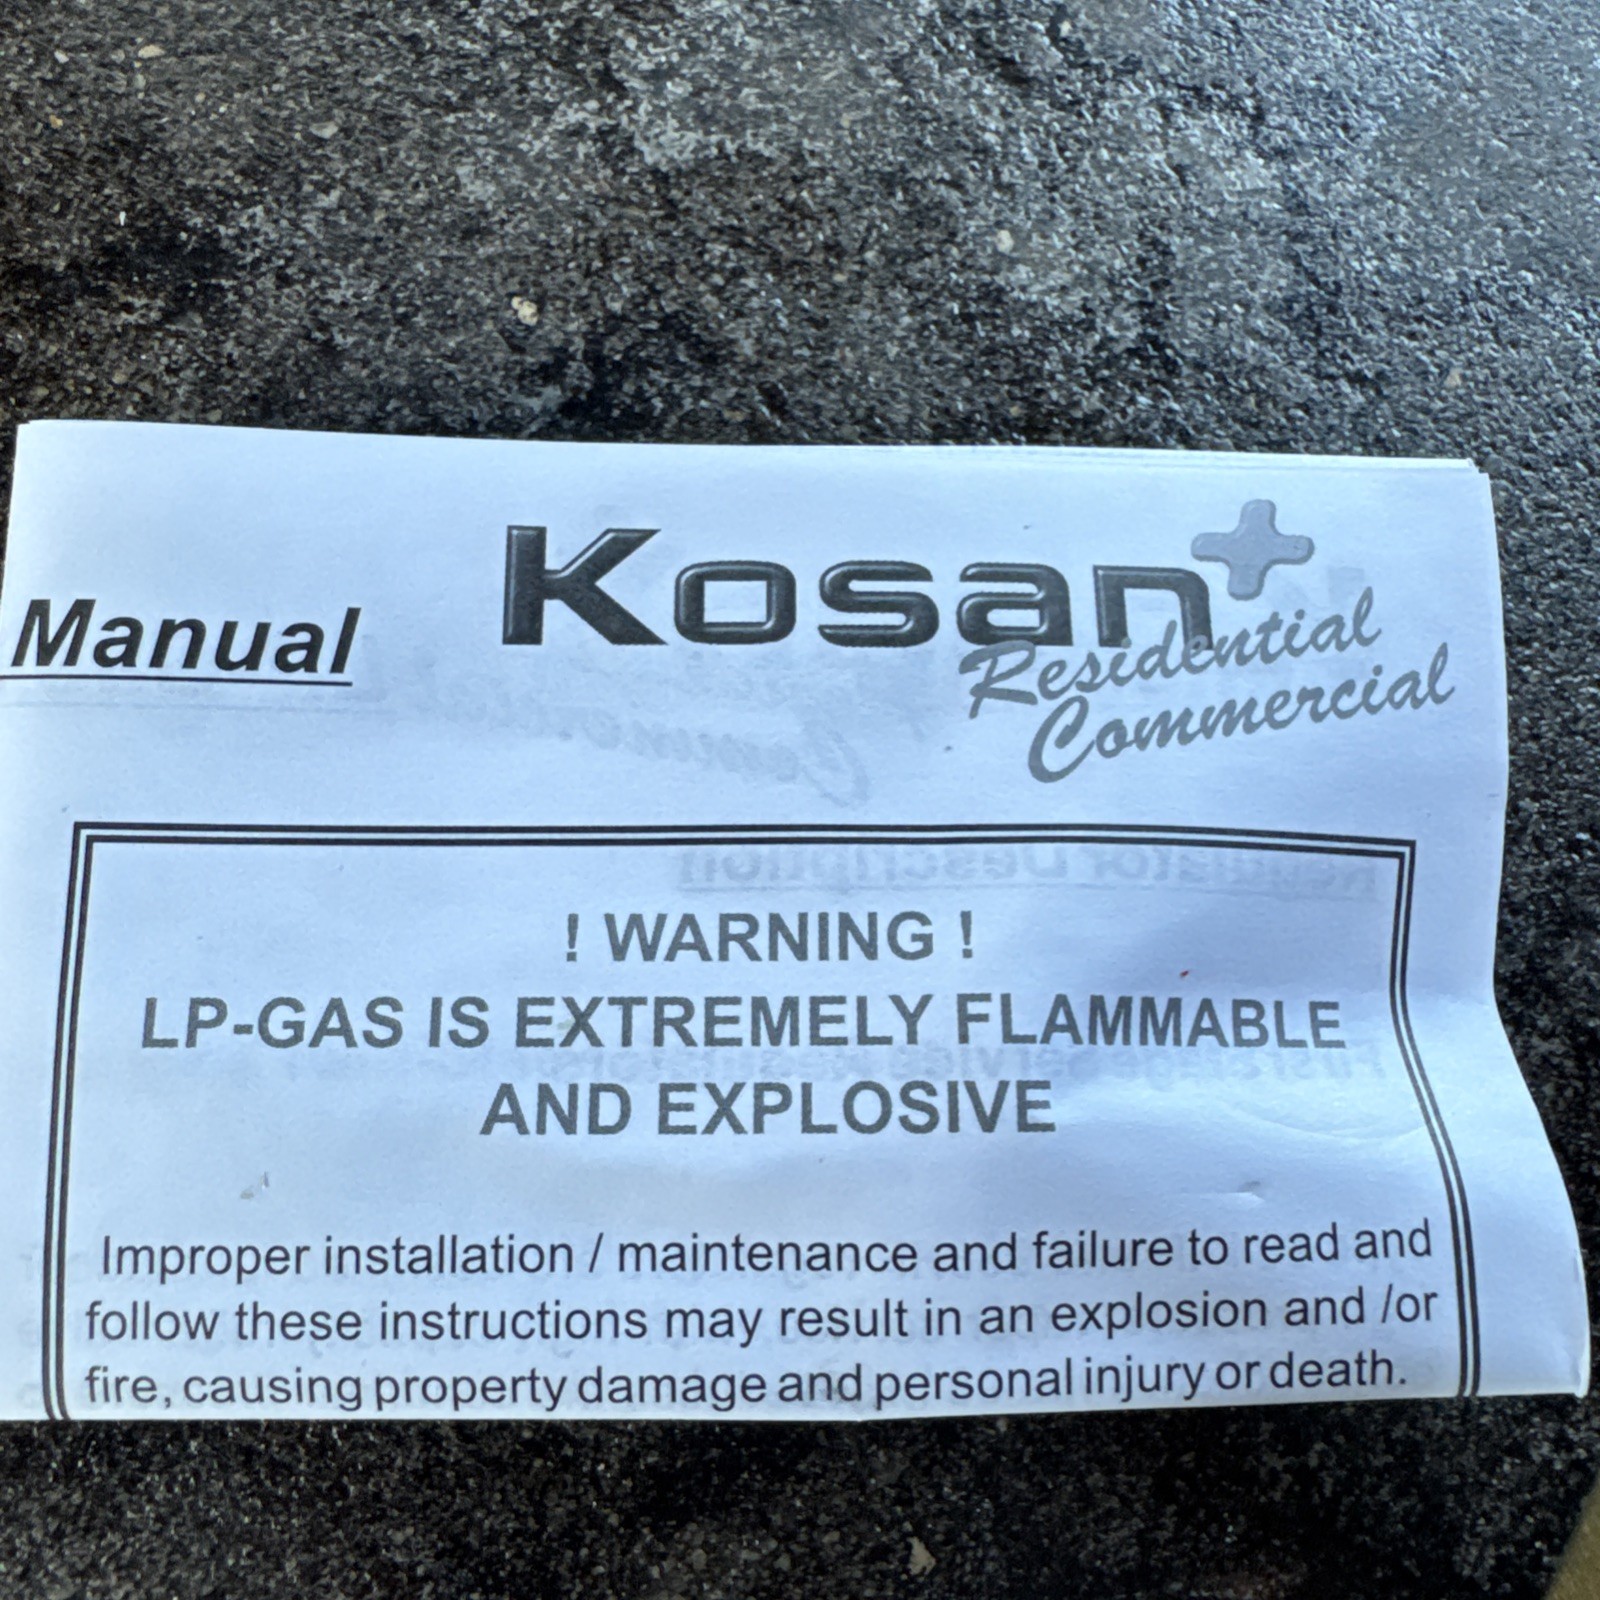 Manual
Kosan+
Residential
Commercial
! WARNING !
LP-GAS IS EXTREMELY FLAMMABLE
AND EXPLOSIVE
Improper installation / maintenance and failure to read and
follow these instructions may result in an explosion and /or
fire, causing property damage and personal injury or death.